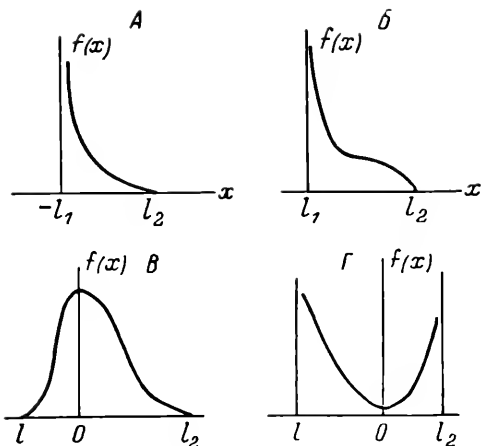 А
f(x)
-l₁
l₂
x
Б
f(x)
l₁
l₂
x
f(x)
В
l
0
l₂
Г
f(x)
l
0
l₂